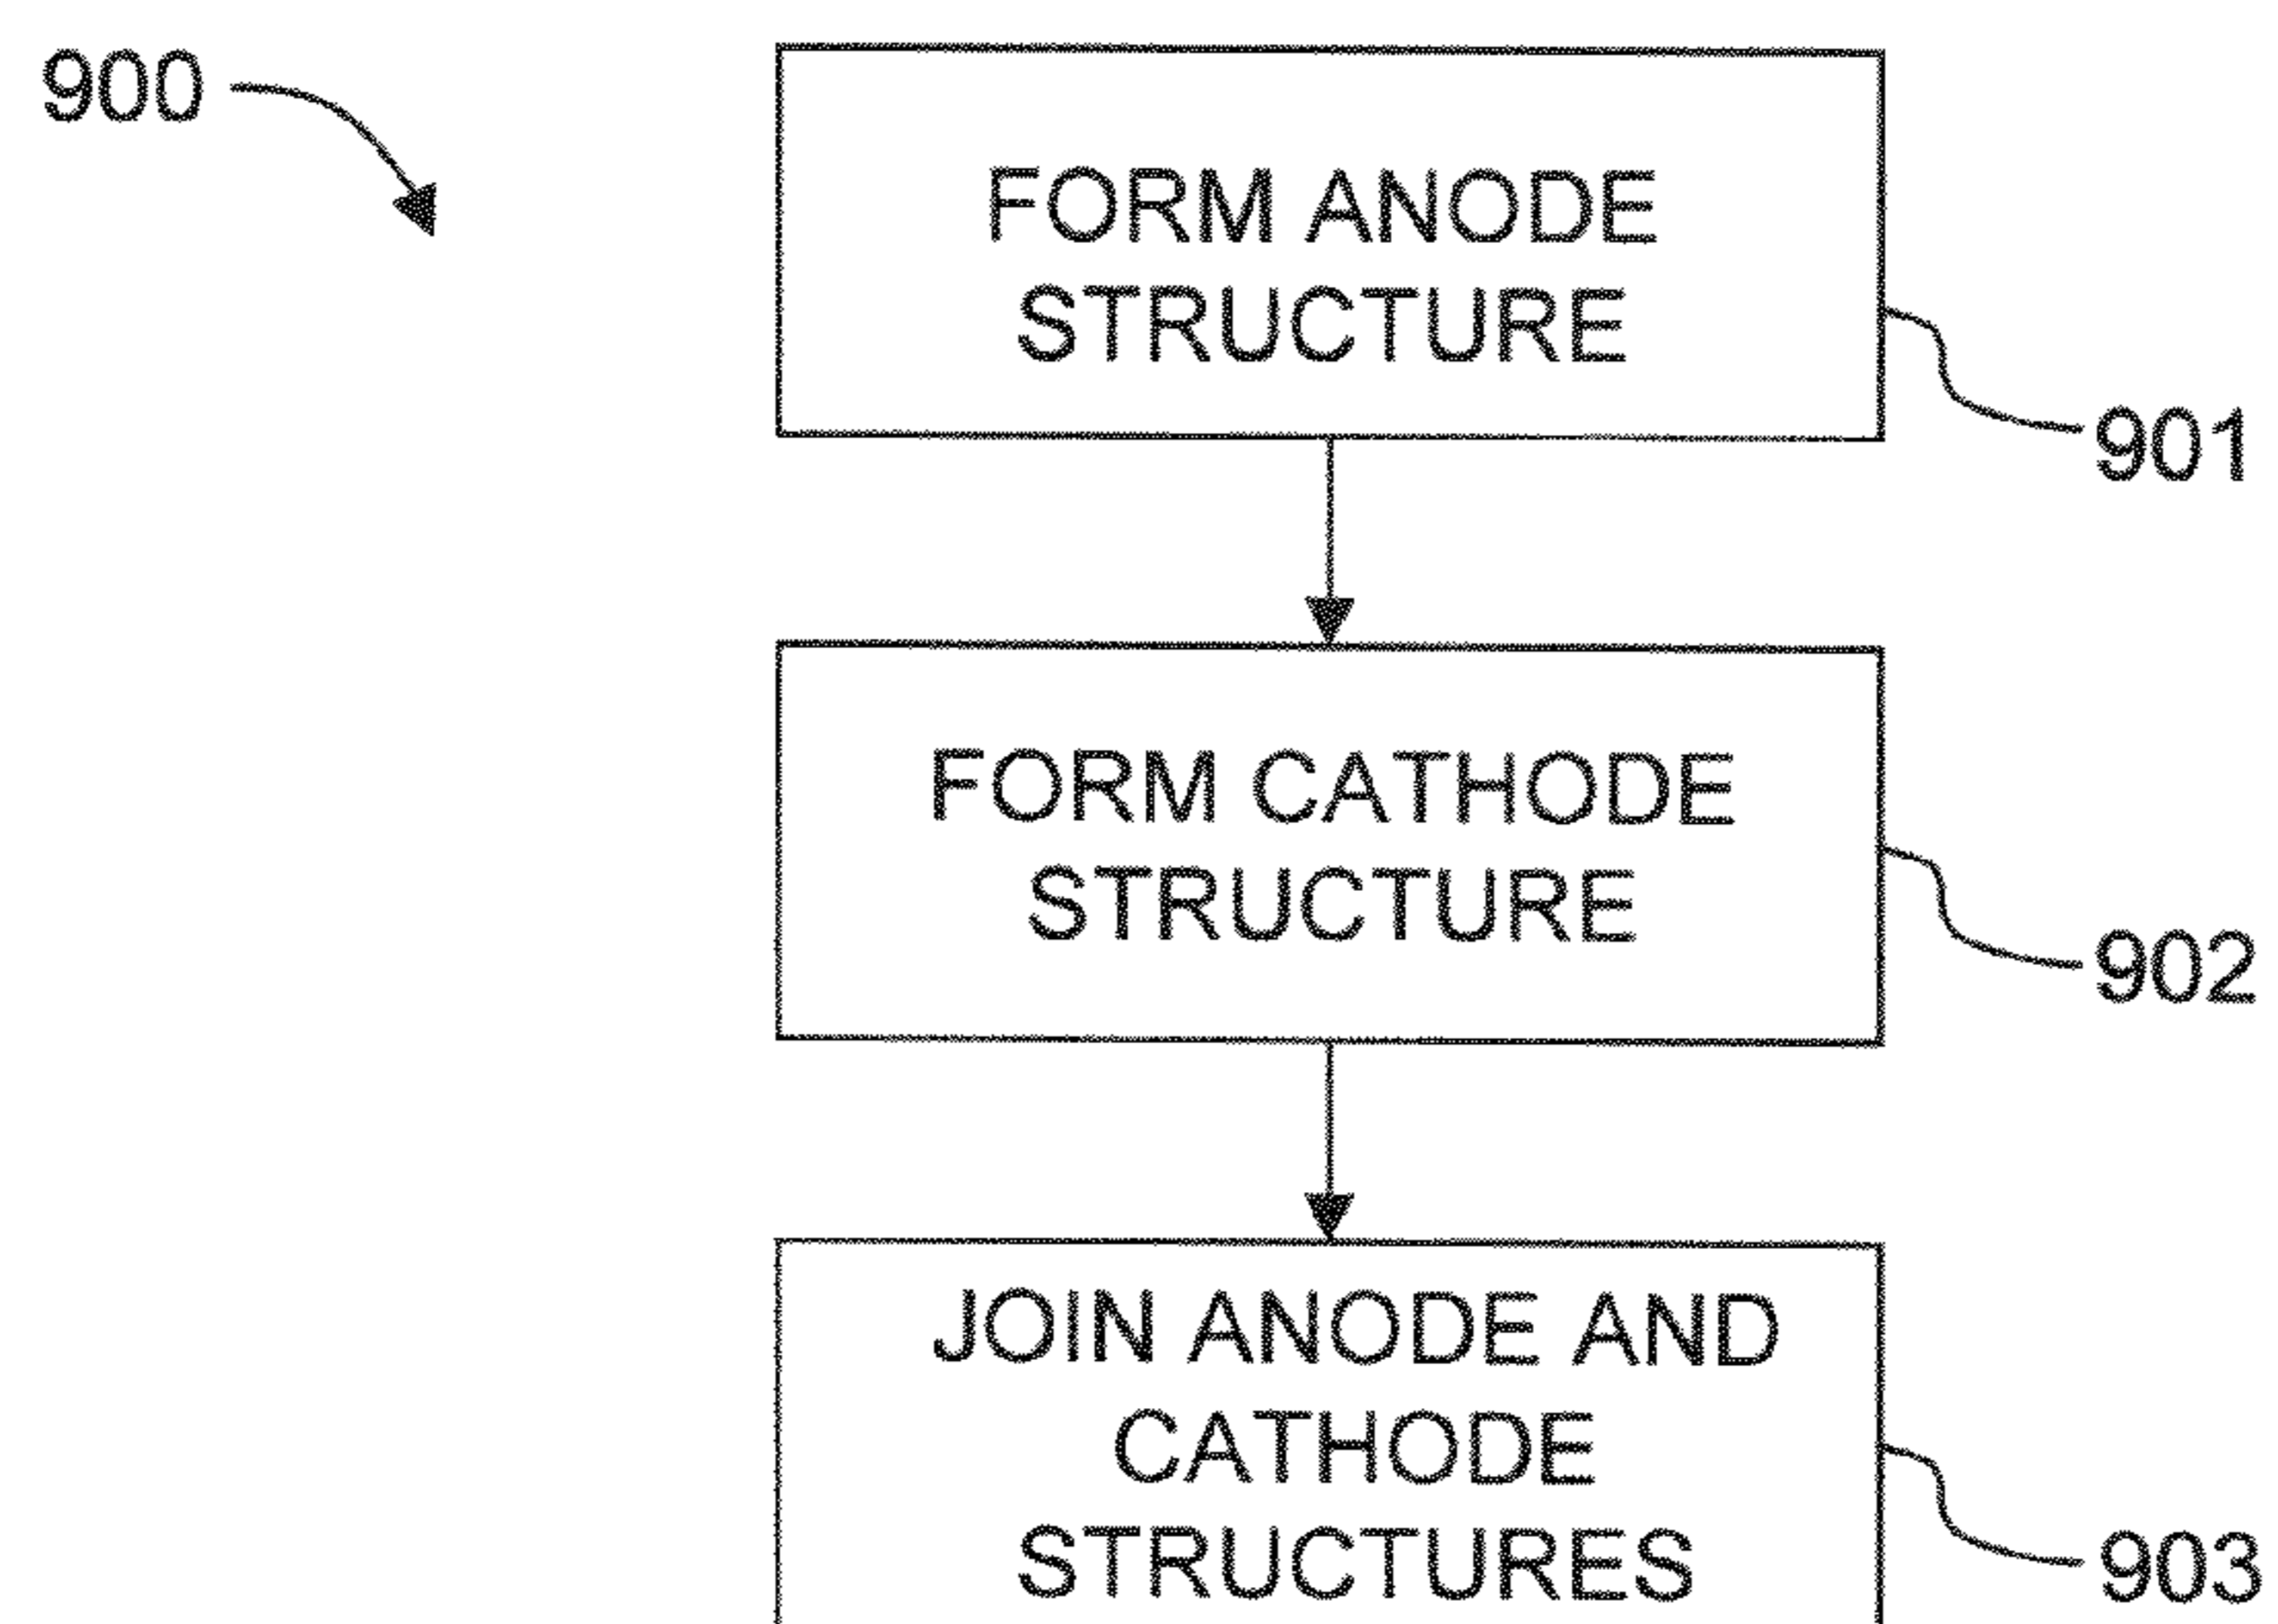 900
FORM ANODE
STRUCTURE
901
FORM CATHODE
STRUCTURE
902
JOIN ANODE AND
CATHODE
STRUCTURES
903